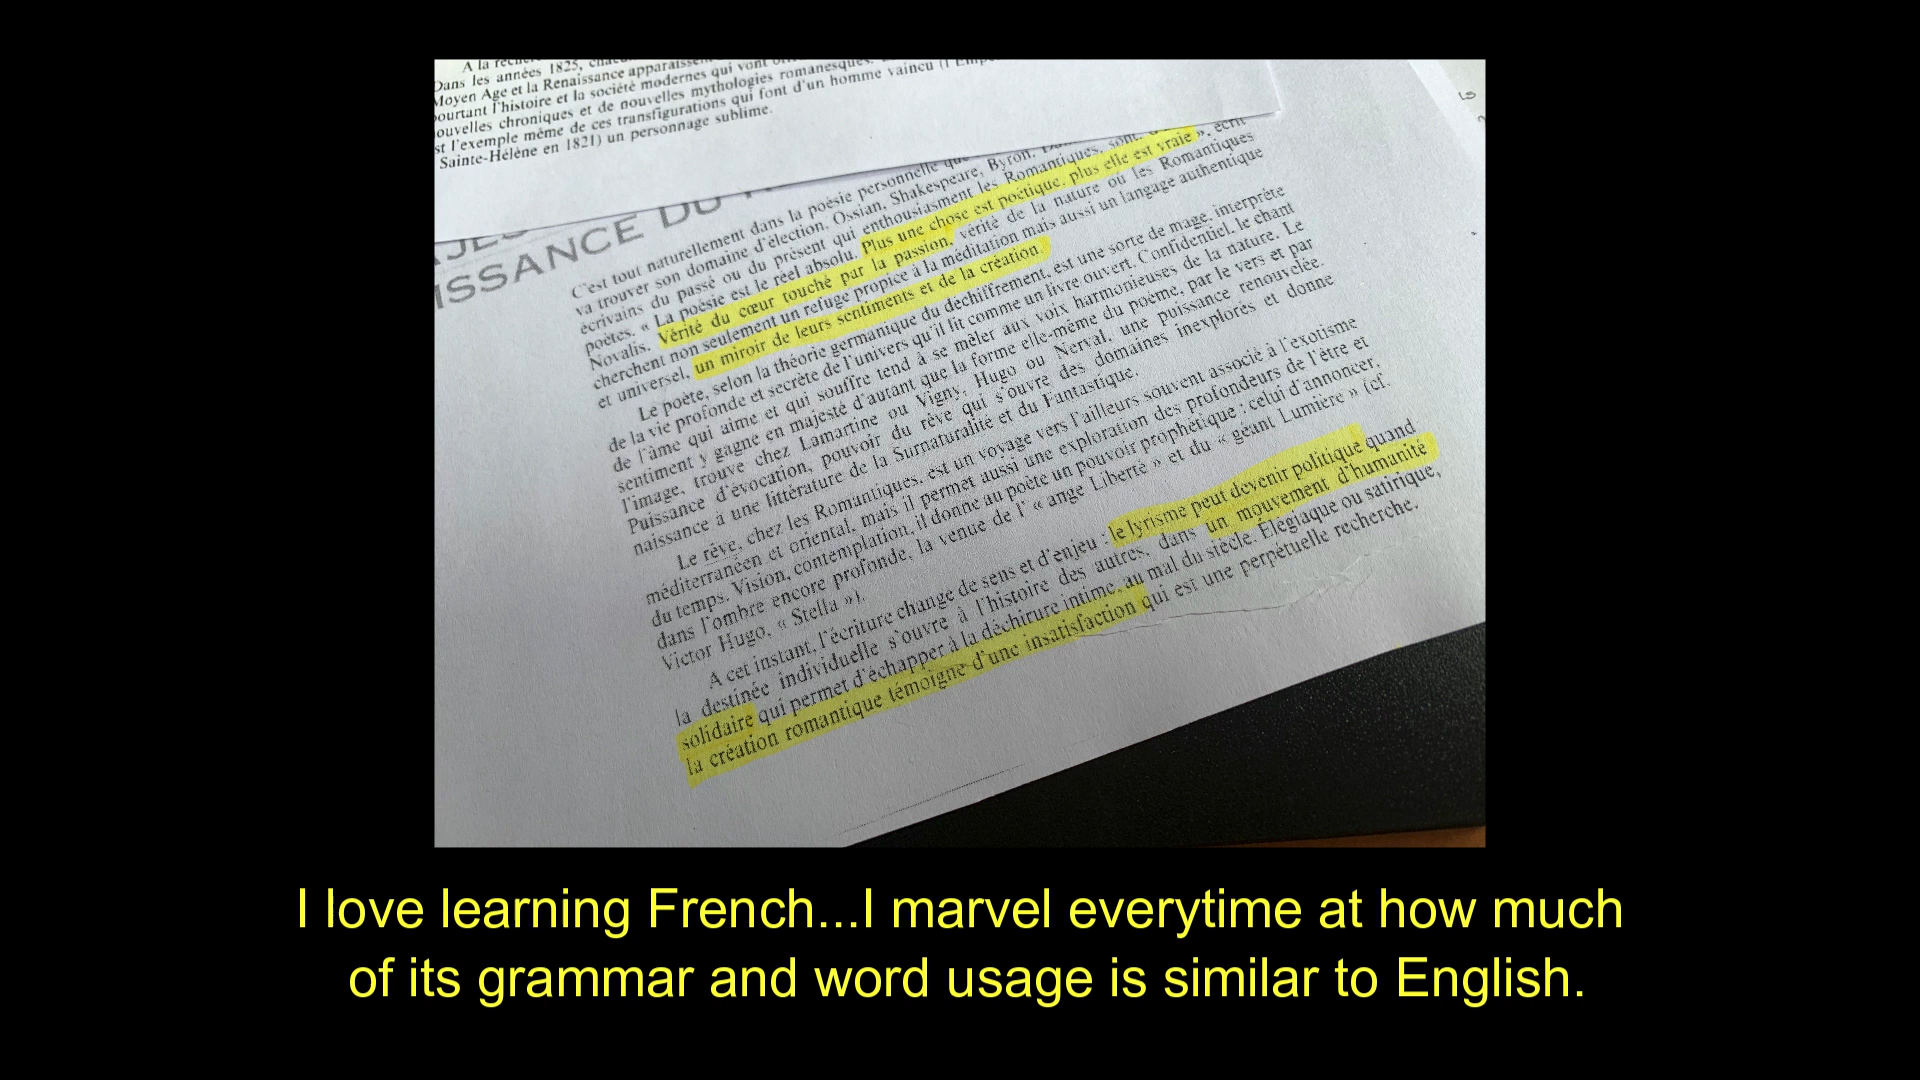 A la reche
Dans les années 1825, chac
Moyen Age et la Renaissance apparaissen
pourtant l'histoire et la société modernes qui vont
ouvelles chroniques et de nouvelles mythologies romanesques.
st l'exemple même de ces transfigurations qui font d'un homme vaincu (l'Empe
Sainte-Hélène en 1821) un personnage sublime.
ISSANCE DU
C'est tout naturellement dans la poésie personnelle que
va trouver son domaine d'élection. Ossian, Shakespeare, Byron,
écrivains du passé ou du présent qui enthousiasment les Romantiques, sont,
poètes. « La poésie est le réel absolu. Plus une chose est poétique, plus elle est vraie », écrit
Novalis. Vérité du cœur touché par la passion, vérité de la nature où les Romantiques
cherchent non seulement un refuge propice à la méditation mais aussi un langage authentique
et universel, un miroir de leurs sentiments et de la création.
Le poète, selon la théorie germanique du déchiffrement, est une sorte de mage, interprète
de la vie profonde et secrète de l'univers qu'il lit comme un livre ouvert. Confidentiel, le chant
de l'âme qui aime et qui souffre tend à se mêler aux voix harmonieuses de la nature. Le
sentiment y gagne en majesté d'autant que la forme elle-même du poème, par le vers et par
l'image, trouve chez Lamartine ou Vigny, Hugo ou Nerval, une puissance renouvelée.
Puissance d'évocation, pouvoir du rêve qui s'ouvre des domaines inexplorés et donne
naissance à une littérature de la Surnaturalité et du Fantastique.
Le rêve, chez les Romantiques, est un voyage vers l'ailleurs souvent associé à l'exotisme
méditerranéen et oriental, mais il permet aussi une exploration des profondeurs de l'être et
du temps. Vision, contemplation, il donne au poète un pouvoir prophétique : celui d'annoncer,
dans l'ombre encore profonde, la venue de l' « ange Liberté » et du « géant Lumière » (cf.
Victor Hugo, « Stella »).
A cet instant, l'écriture change de sens et d'enjeu : le lyrisme peut devenir politique quand
la destinée individuelle s'ouvre à l'histoire des autres, dans un mouvement d'humanité
solidaire qui permet d'échapper à la déchirure intime, au mal du siècle. Élégiaque ou satirique,
la création romantique témoigne d'une insatisfaction qui est une perpétuelle recherche.
I love learning French...I marvel everytime at how much
of its grammar and word usage is similar to English.